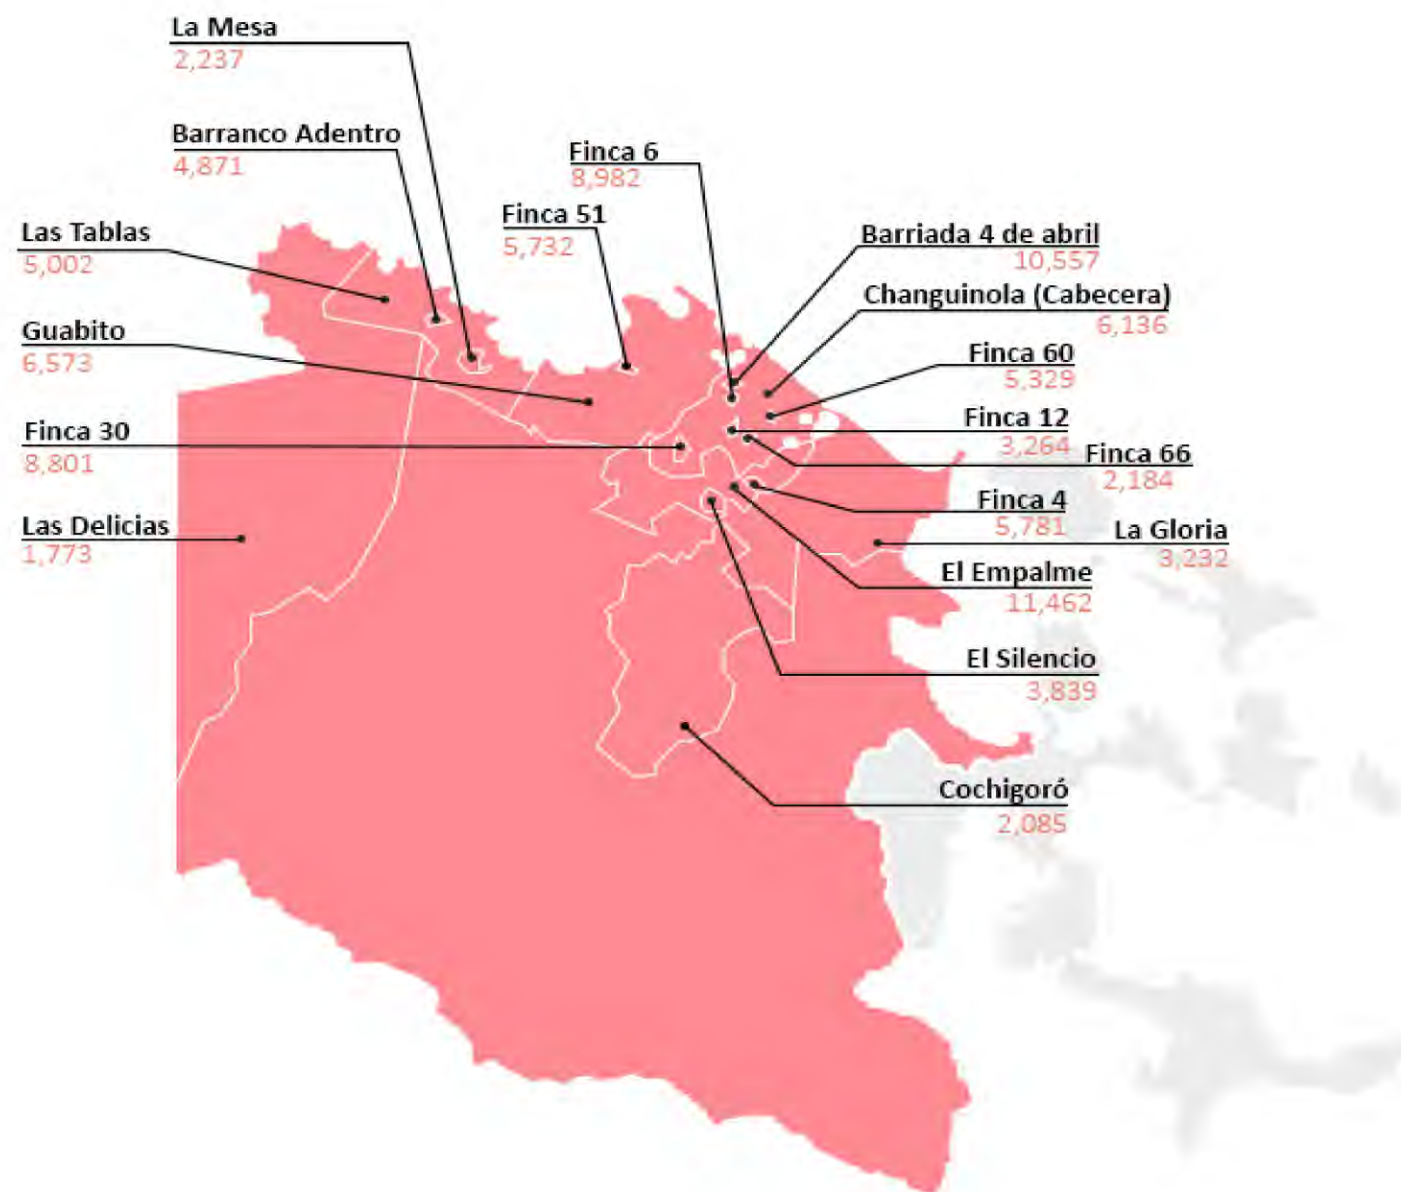 La Mesa
2,237
Barranco Adentro
4,871
Finca 6
8,982
Las Tablas
5,002
Finca 51
5,732
Barriada 4 de abril
10,557
Changuinola (Cabecera)
6,136
Guabito
6,573
Finca 60
5,329
Finca 12
3,264
Finca 30
8,801
Finca 66
2,184
Finca 4
5,781
Las Delicias
1,773
La Gloria
3,232
El Empalme
11,462
El Silencio
3,839
Cochigoró
2,085